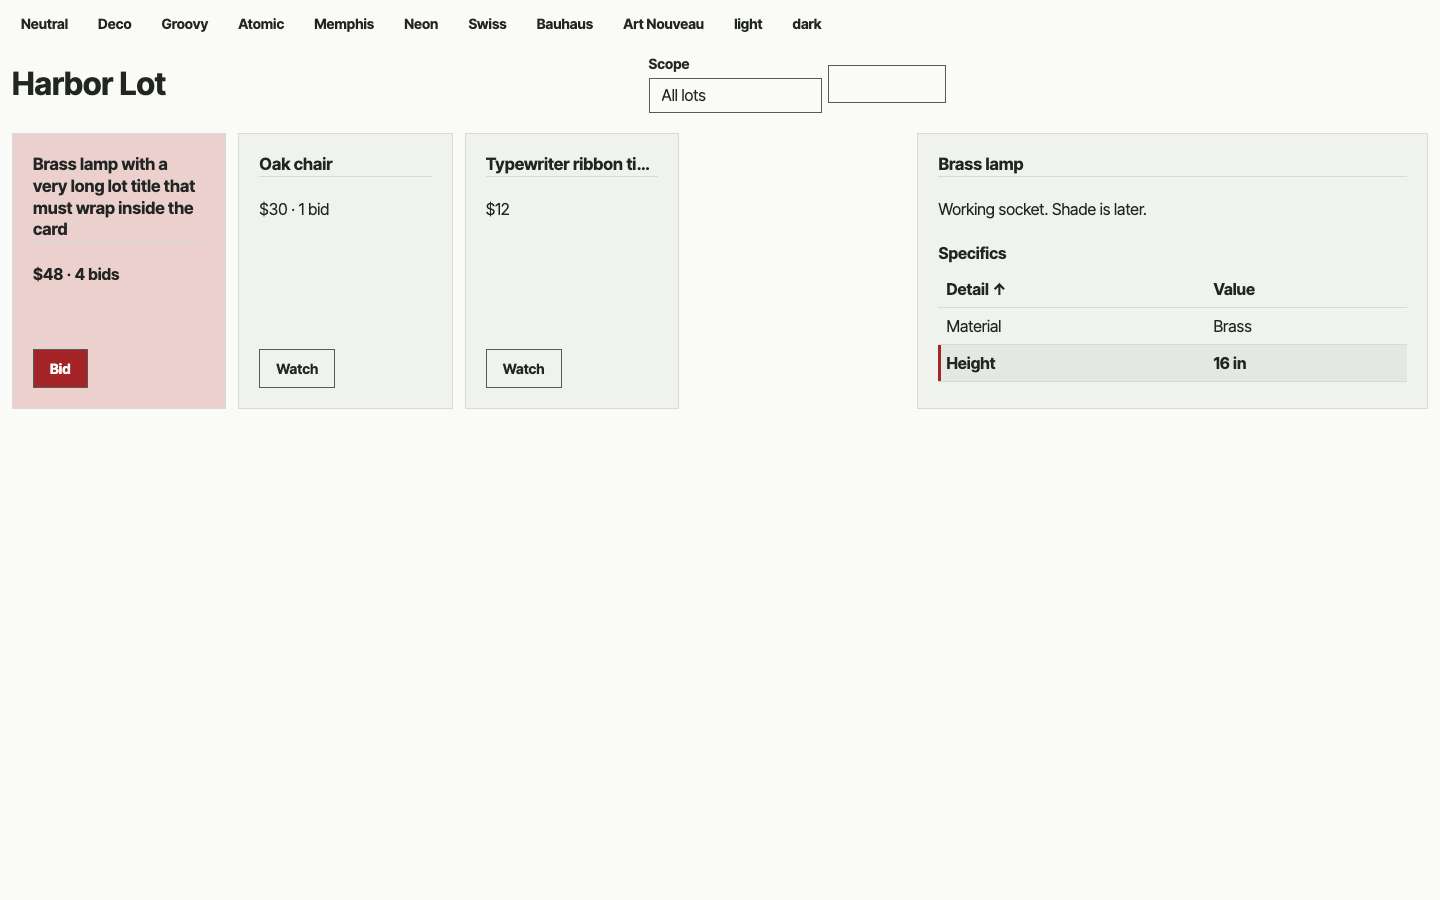 Neutral Deco Groovy Atomic Memphis Neon Swiss Bauhaus Art Nouveau light dark
Harbor Lot
Scope
All lots
Brass lamp with a
very long lot title that
must wrap inside the
card
$48 · 4 bids
Bid
Oak chair
$30 · 1 bid
Watch
Typewriter ribbon ti...
$12
Watch
Brass lamp
Working socket. Shade is later.
Specifics
Detail ↑ Value
Material Brass
Height 16 in